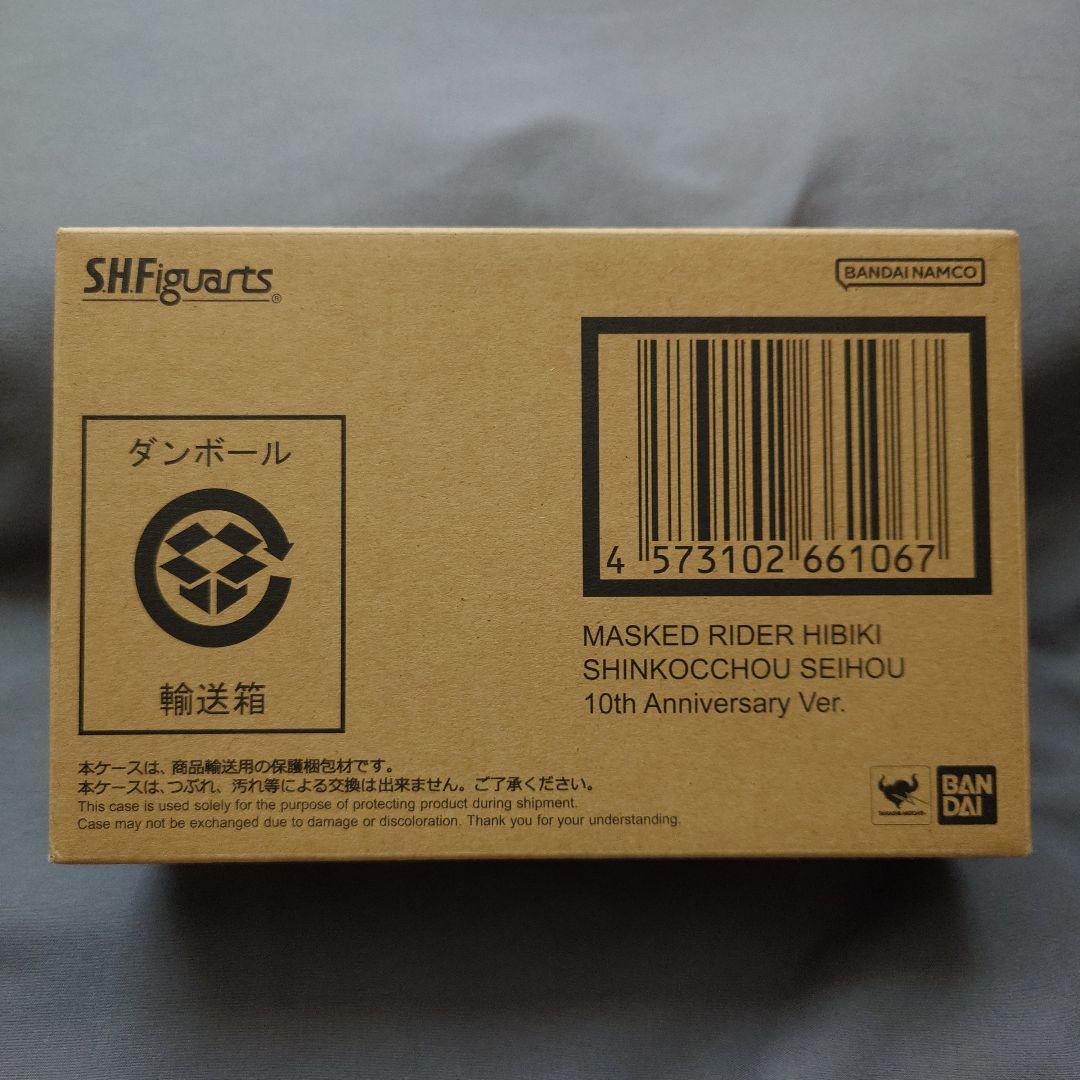 S.H.Figuarts®
BANDAI NAMCO
ダンボール
輸送箱
4 573102 661067
MASKED RIDER HIBIKI
SHINKOCCHOU SEIHOU
10th Anniversary Ver.
本ケースは、商品輸送用の保護梱包材です。
本ケースは、つぶれ、汚れ等による交換は出来ません。ご了承ください。
This case is used solely for the purpose of protecting product during shipment.
Case may not be exchanged due to damage or discoloration. Thank you for your understanding.
TAMASHII NATIONS
BAN
DAI